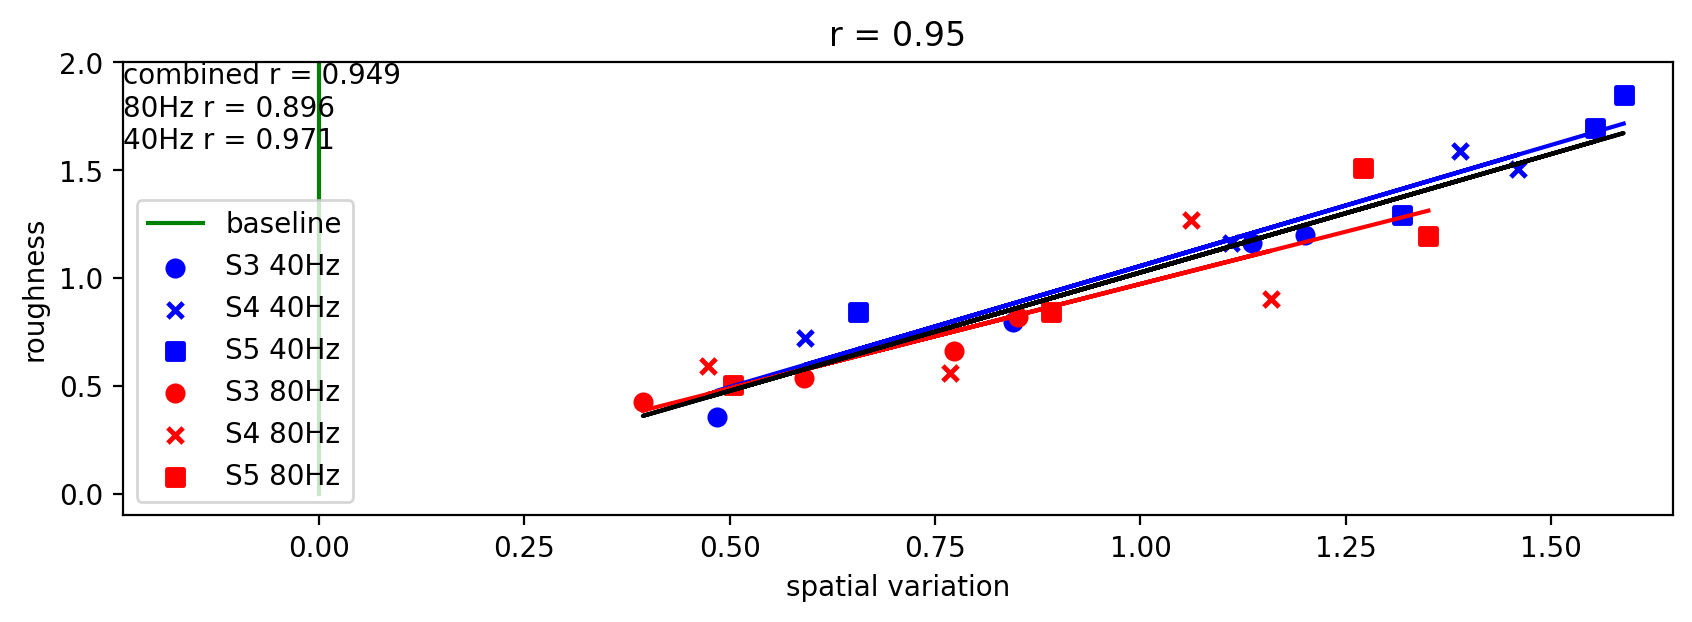 r = 0.95
combined r = 0.949
80Hz r = 0.896
40Hz r = 0.971
baseline
S3 40Hz
S4 40Hz
S5 40Hz
S3 80Hz
S4 80Hz
S5 80Hz
roughness
2.0
1.5
1.0
0.5
0.0
0.00 0.25 0.50 0.75 1.00 1.25 1.50
spatial variation